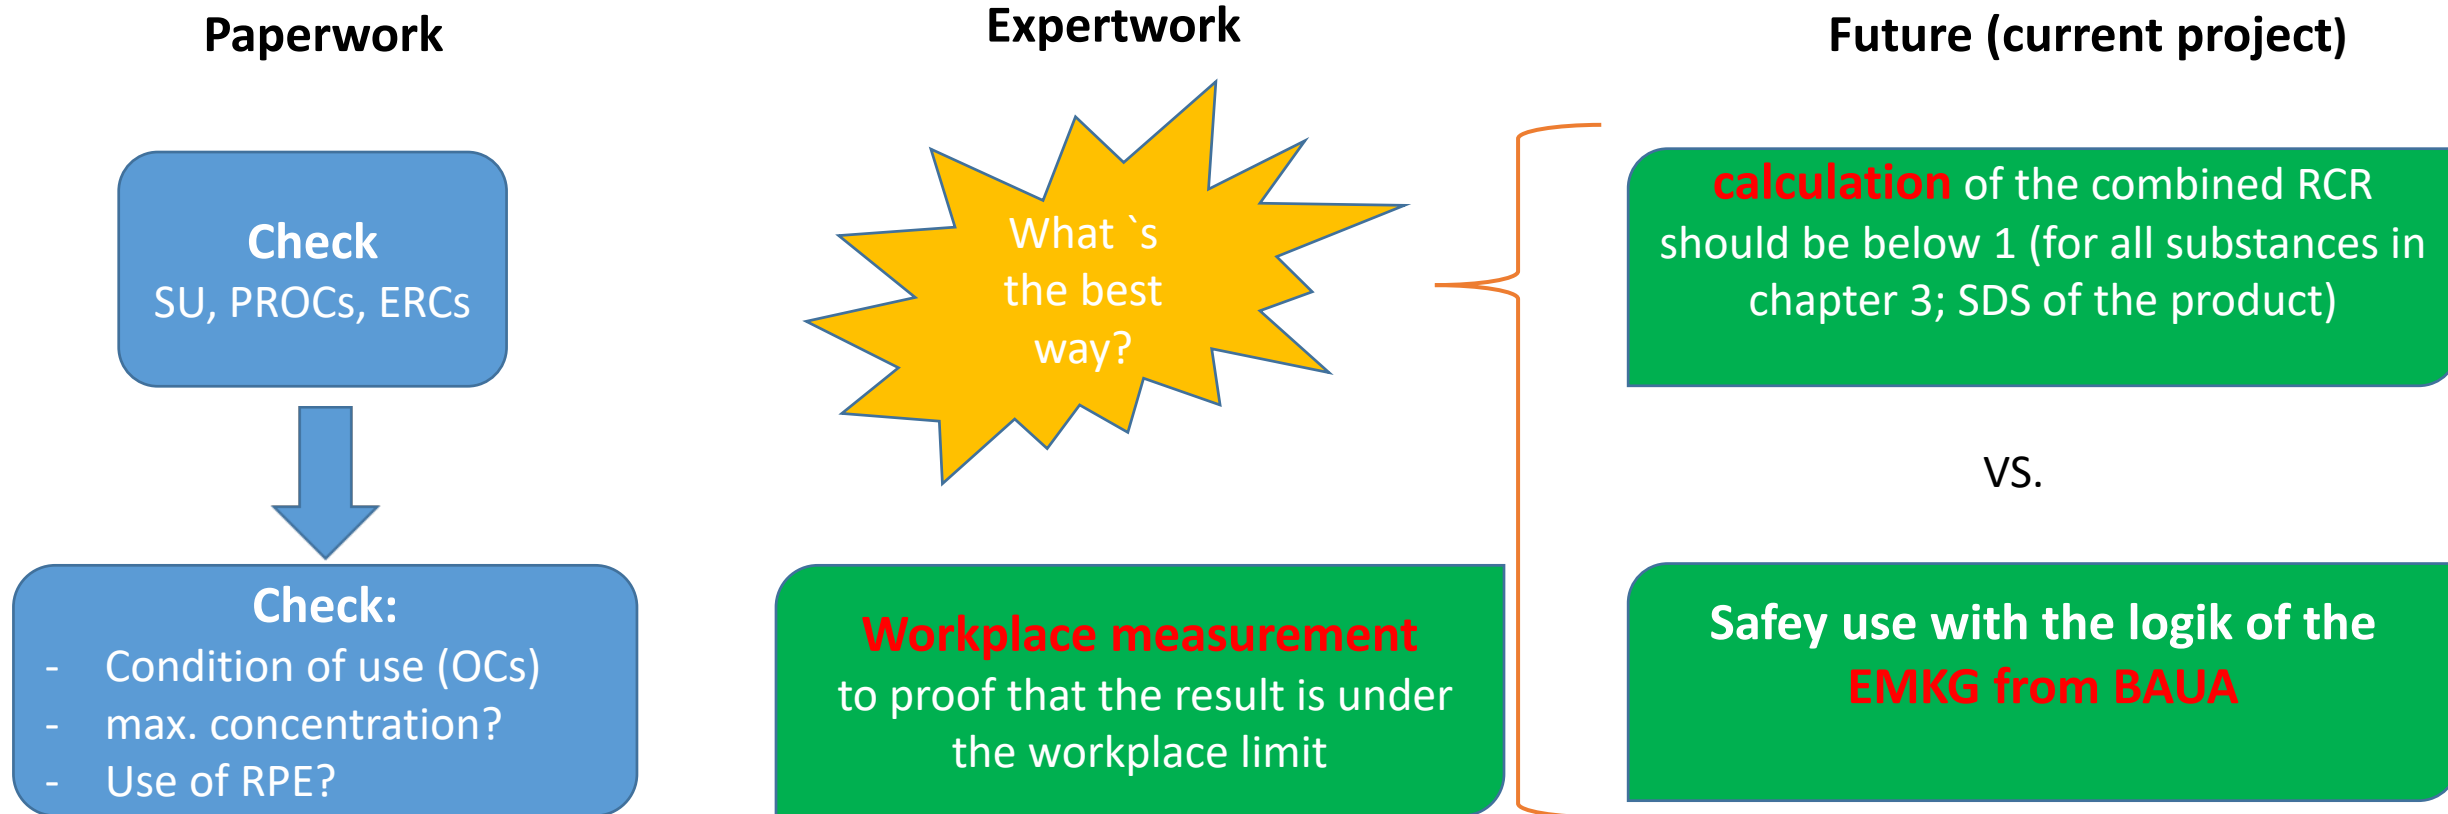 Paperwork
Check
SU, PROCs, ERCs
Check:
- Condition of use (OCs)
- max. concentration?
- Use of RPE?
Expertwork
What `s
the best
way?
Workplace measurement
to proof that the result is under
the workplace limit
Future (current project)
calculation of the combined RCR
should be below 1 (for all substances in
chapter 3; SDS of the product)
VS.
Safey use with the logik of the
EMKG from BAUA